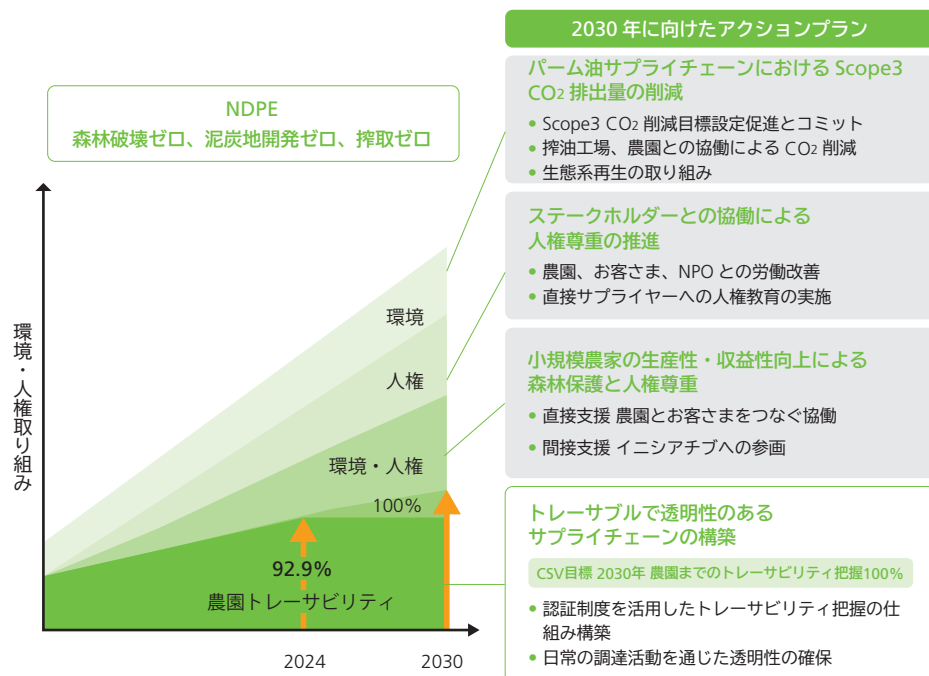 NDPE
森林破壊ゼロ、泥炭地開発ゼロ、搾取ゼロ
環境・人権取り組み
環境
人権
環境・人権
100%
92.9%
農園トレーサビリティ
2024
2030
2030 年に向けたアクションプラン
パーム油サプライチェーンにおける Scope3
CO2 排出量の削減
• Scope3 CO2 削減目標設定促進とコミット
• 搾油工場、農園との協働による CO2 削減
• 生態系再生の取り組み
ステークホルダーとの協働による
人権尊重の推進
• 農園、お客さま、NPO との労働改善
• 直接サプライヤーへの人権教育の実施
小規模農家の生産性・収益性向上による
森林保護と人権尊重
• 直接支援 農園とお客さまをつなぐ協働
• 間接支援 イニシアチブへの参画
トレーサブルで透明性のある
サプライチェーンの構築
CSV目標 2030年 農園までのトレーサビリティ把握100%
• 認証制度を活用したトレーサビリティ把握の仕
組み構築
• 日常の調達活動を通じた透明性の確保